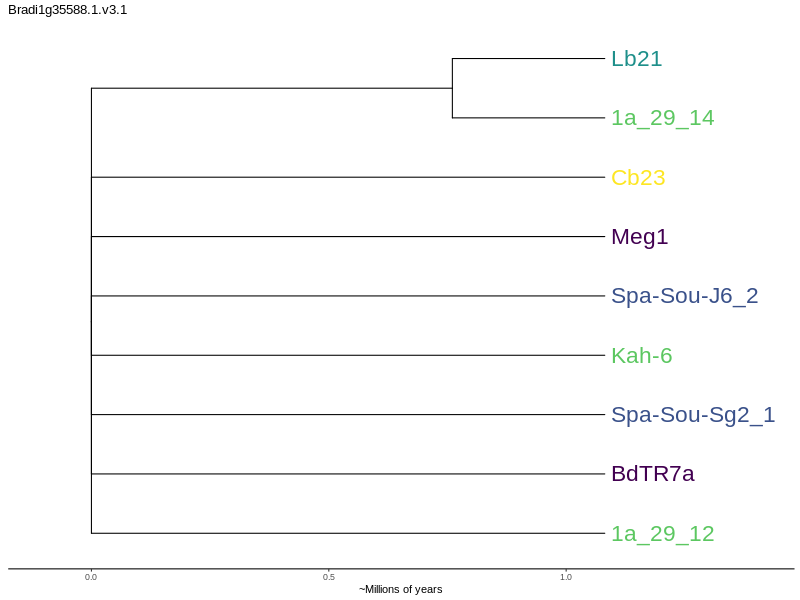 Bradi1g35588.1.v3.1
Lb21
1a_29_14
Cb23
Meg1
Spa-Sou-J6_2
Kah-6
Spa-Sou-Sg2_1
BdTR7a
1a_29_12
0.0 0.5 1.0
~Millions of years